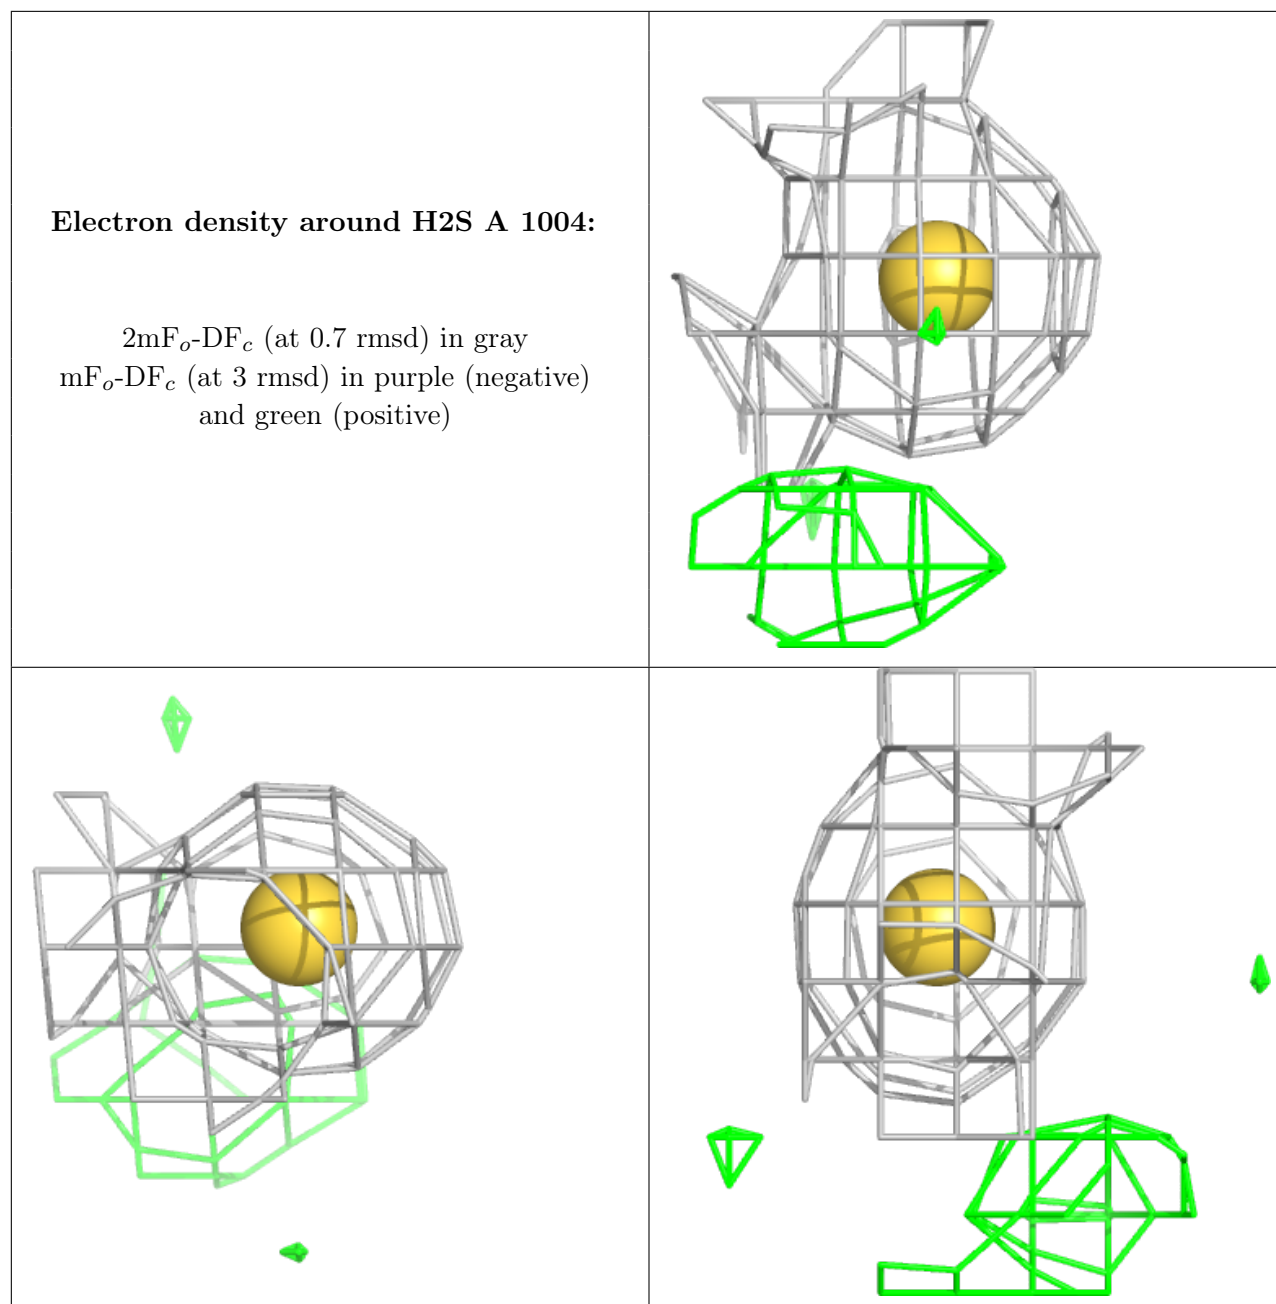 Electron density around H2S A 1004:
2mFo-DFc (at 0.7 rmsd) in gray
mFo-DFc (at 3 rmsd) in purple (negative)
and green (positive)